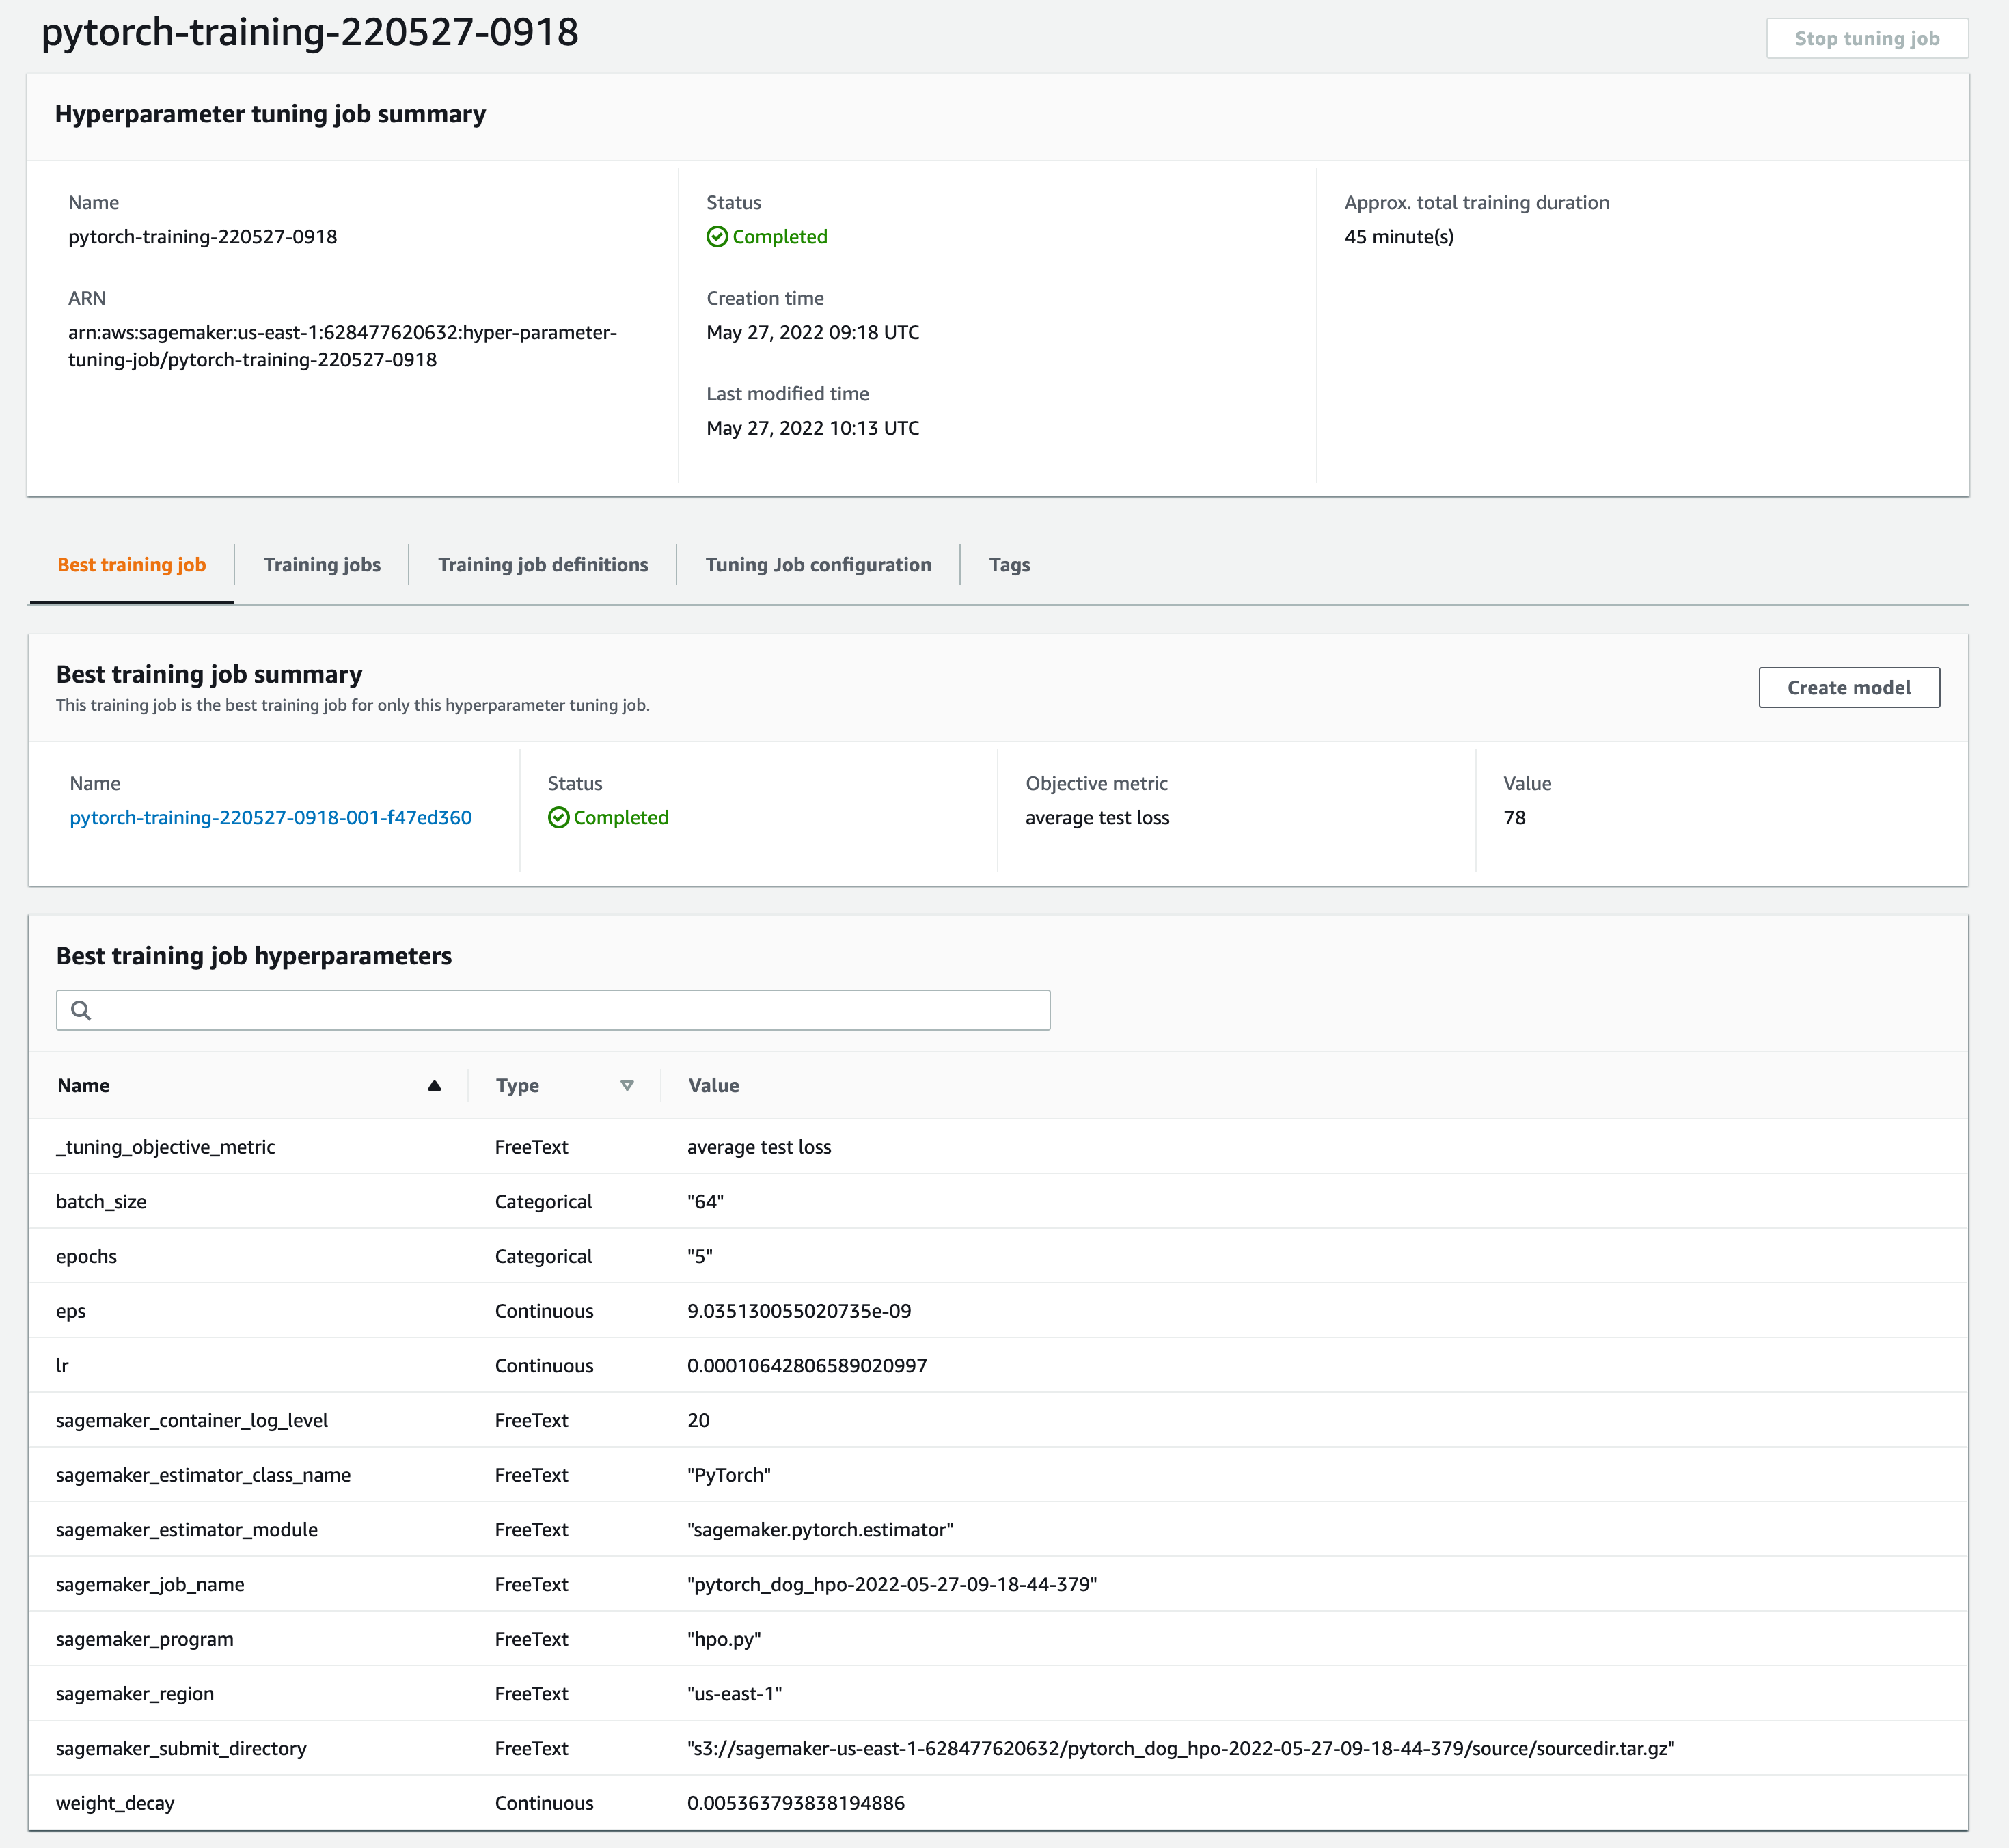 pytorch-training-220527-0918
Stop tuning job
Hyperparameter tuning job summary
Name
pytorch-training-220527-0918
ARN
arn:aws:sagemaker:us-east-1:628477620632:hyper-parameter-
tuning-job/pytorch-training-220527-0918
Status
Completed
Creation time
May 27, 2022 09:18 UTC
Last modified time
May 27, 2022 10:13 UTC
Approx. total training duration
45 minute(s)
Best training job
Training jobs
Training job definitions
Tuning Job configuration
Tags
Best training job summary
This training job is the best training job for only this hyperparameter tuning job.
Create model
Name
pytorch-training-220527-0918-001-f47ed360
Status
Completed
Objective metric
average test loss
Value
78
Best training job hyperparameters
Name Type Value
_tuning_objective_metric FreeText average test loss
batch_size Categorical "64"
epochs Categorical "5"
eps Continuous 9.035130055020735e-09
lr Continuous 0.00010642806589020997
sagemaker_container_log_level FreeText 20
sagemaker_estimator_class_name FreeText "PyTorch"
sagemaker_estimator_module FreeText "sagemaker.pytorch.estimator"
sagemaker_job_name FreeText "pytorch_dog_hpo-2022-05-27-09-18-44-379"
sagemaker_program FreeText "hpo.py"
sagemaker_region FreeText "us-east-1"
sagemaker_submit_directory FreeText "s3://sagemaker-us-east-1-628477620632/pytorch_dog_hpo-2022-05-27-09-18-44-379/source/sourcedir.tar.gz"
weight_decay Continuous 0.005363793838194886